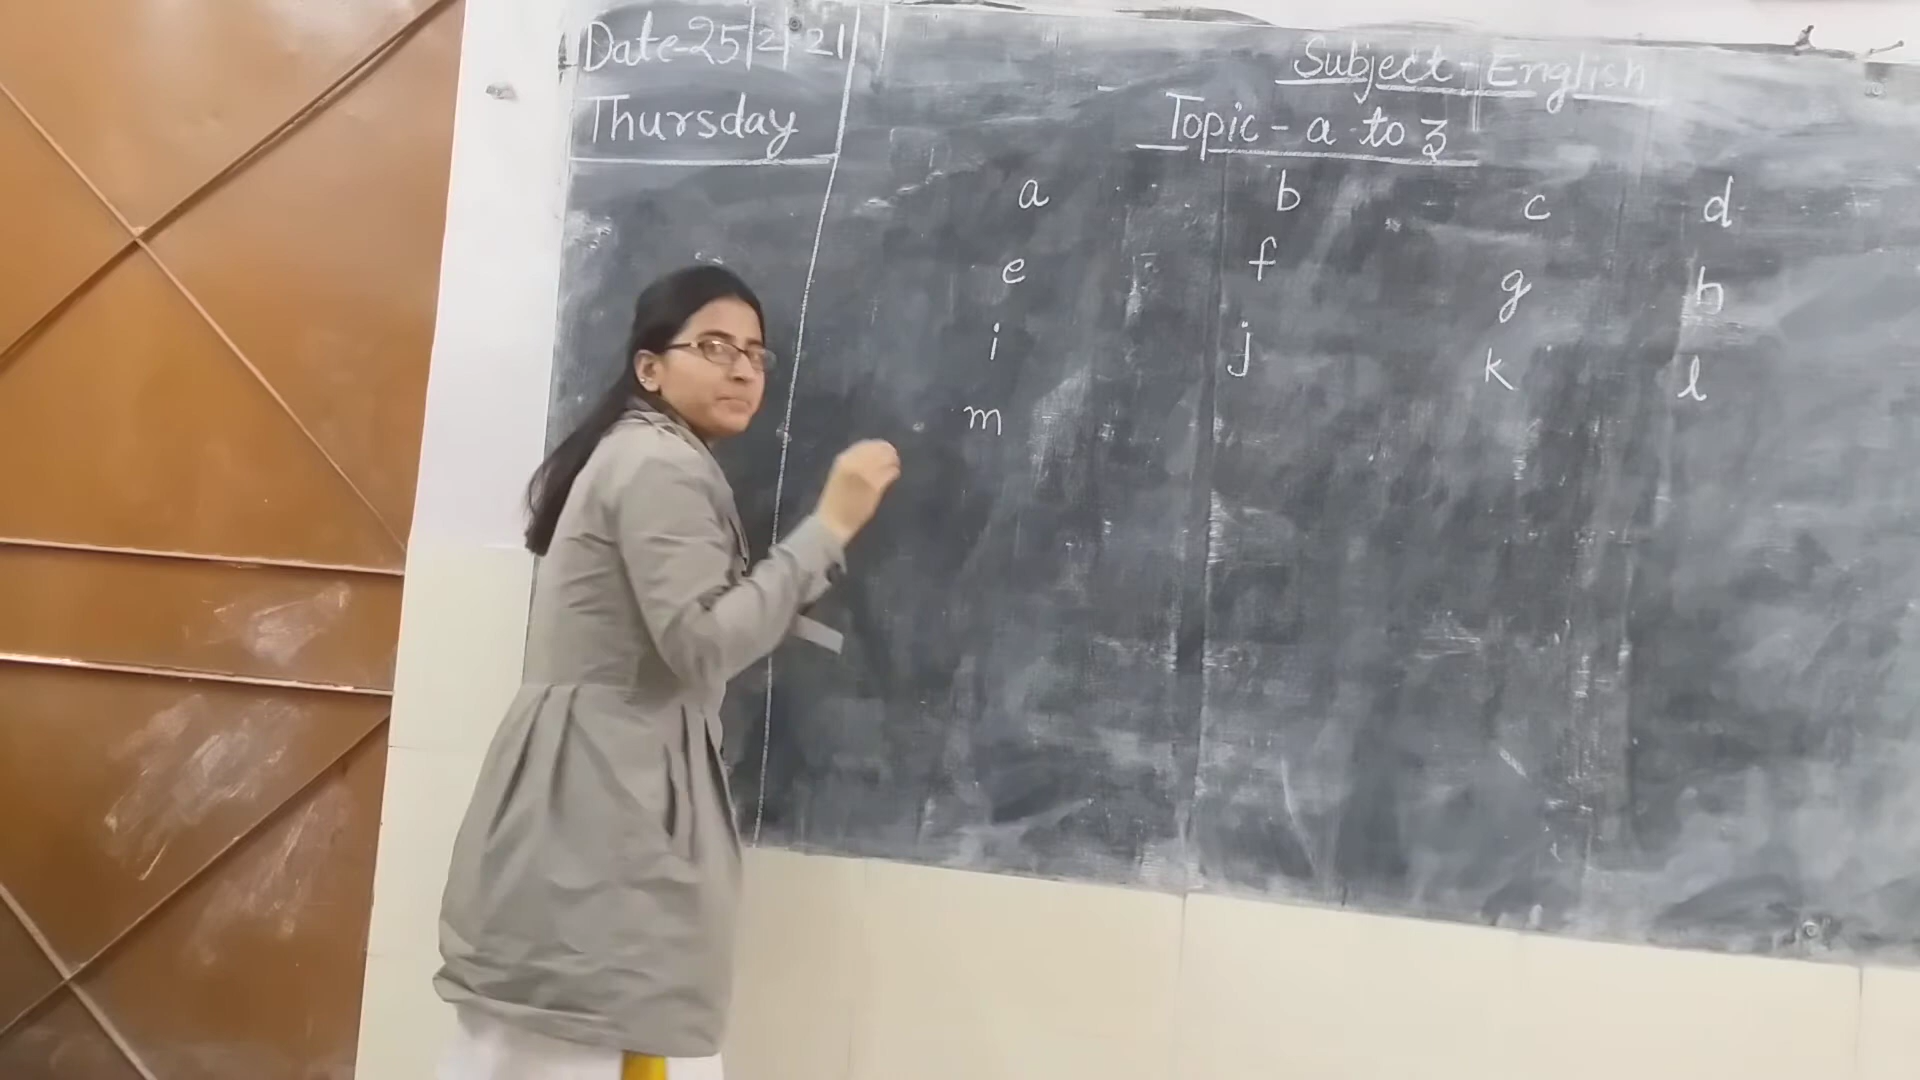 Date-25|2|21
Thursday
Subject - English
Topic - a to z
a b c d
e f g h
i j k l
m